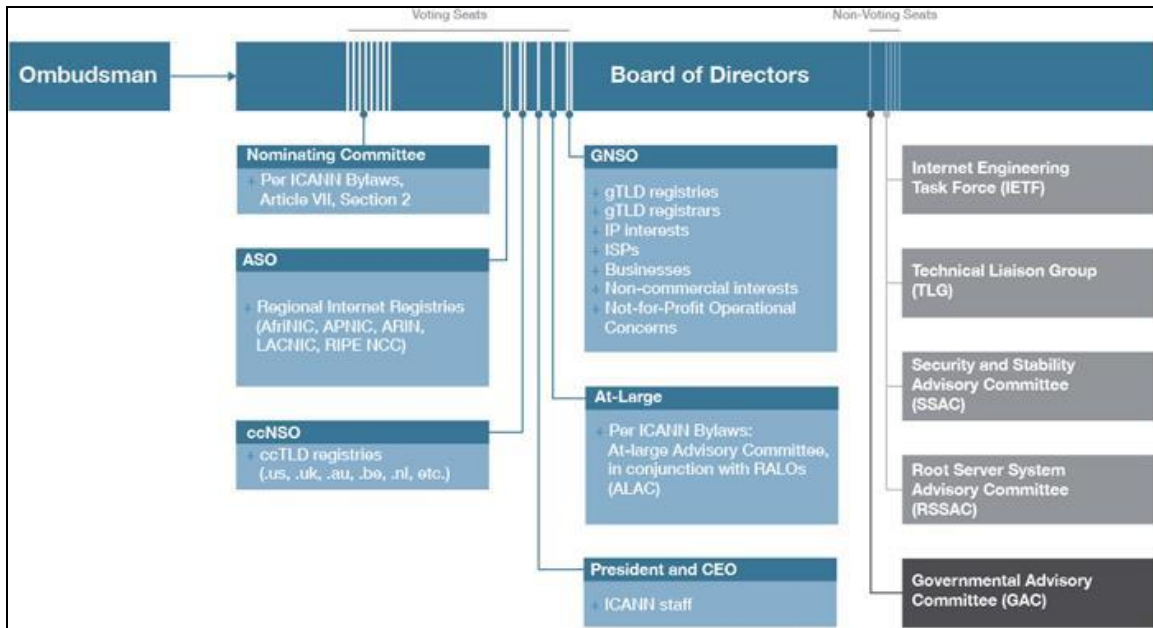 Voting Seats
Non-Voting Seats
Ombudsman
Board of Directors
Nominating Committee
+ Per ICANN Bylaws,
Article VII, Section 2
ASO
+ Regional Internet Registries
(AfriNIC, APNIC, ARIN,
LACNIC, RIPE NCC)
ccNSO
+ ccTLD registries
(.us, .uk, .au, .be, .nl, etc.)
GNSO
+ gTLD registries
+ gTLD registrars
+ IP interests
+ ISPs
+ Businesses
+ Non-commercial interests
+ Not-for-Profit Operational
Concerns
At-Large
+ Per ICANN Bylaws:
At-large Advisory Committee,
in conjunction with RALOs
(ALAC)
President and CEO
+ ICANN staff
Internet Engineering
Task Force (IETF)
Technical Liaison Group
(TLG)
Security and Stability
Advisory Committee
(SSAC)
Root Server System
Advisory Committee
(RSSAC)
Governmental Advisory
Committee (GAC)